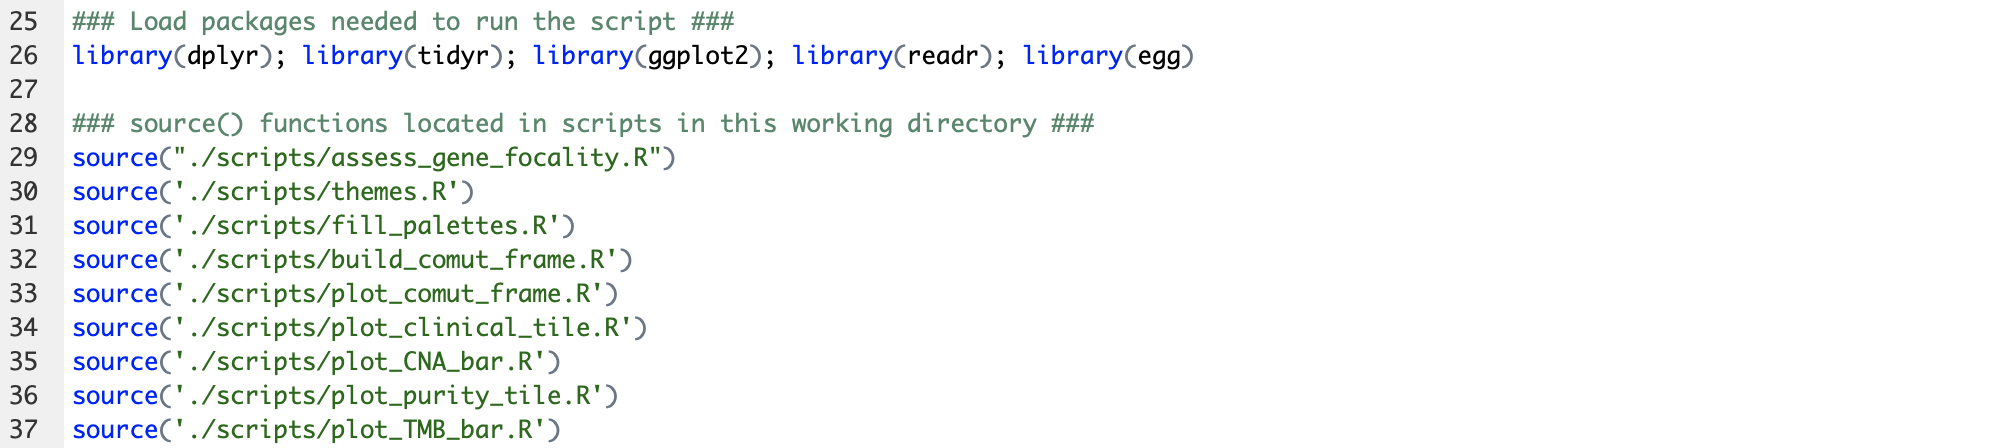 25 ### Load packages needed to run the script ###
26 library(dplyr); library(tidyr); library(ggplot2); library(readr); library(egg)
27
28 ### source() functions located in scripts in this working directory ###
29 source("./scripts/assess_gene_focality.R")
30 source('./scripts/themes.R')
31 source('./scripts/fill_palettes.R')
32 source('./scripts/build_comut_frame.R')
33 source('./scripts/plot_comut_frame.R')
34 source('./scripts/plot_clinical_tile.R')
35 source('./scripts/plot_CNA_bar.R')
36 source('./scripts/plot_purity_tile.R')
37 source('./scripts/plot_TMB_bar.R')